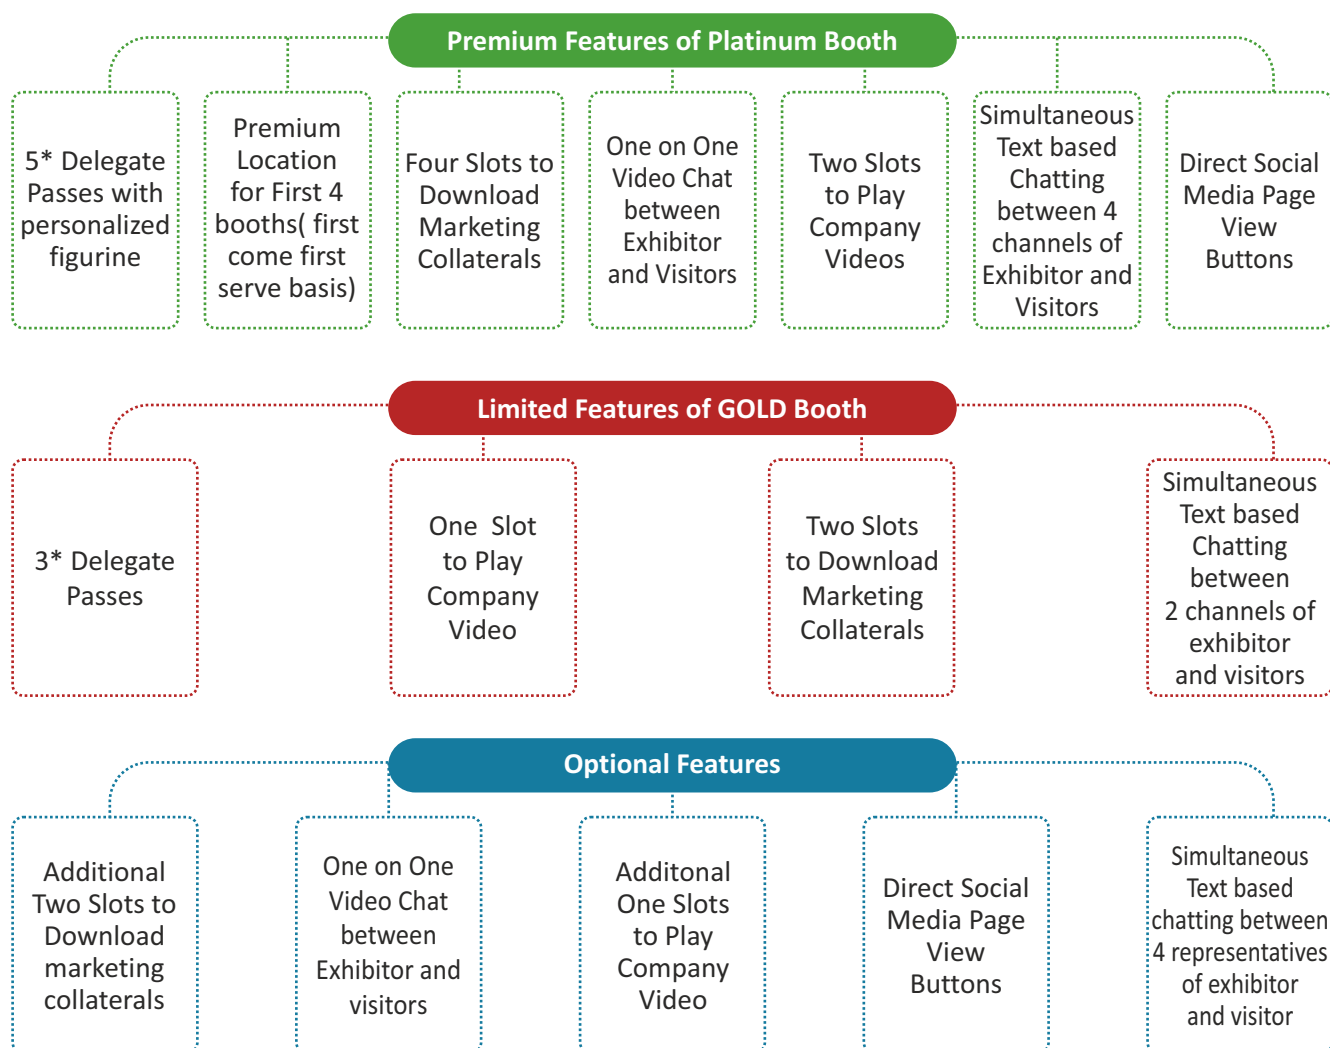 Premium Features of Platinum Booth
5* Delegate
Passes with
personalized
figurine
Premium
Location
for First 4
booths( first
come first
serve basis)
Four Slots to
Download
Marketing
Collaterals
One on One
Video Chat
between
Exhibitor
and Visitors
Two Slots
to Play
Company
Videos
Simultaneous
Text based
Chatting
between 4
channels of
Exhibitor and
Visitors
Direct Social
Media Page
View
Buttons
Limited Features of GOLD Booth
3* Delegate
Passes
One Slot
to Play
Company
Video
Two Slots
to Download
Marketing
Collaterals
Simultaneous
Text based
Chatting
between
2 channels of
exhibitor
and visitors
Optional Features
Additional
Two Slots to
Download
marketing
collaterals
One on One
Video Chat
between
Exhibitor and
visitors
Additonal
One Slots
to Play
Company
Video
Direct Social
Media Page
View
Buttons
Simultaneous
Text based
chatting between
4 representatives
of exhibitor
and visitor